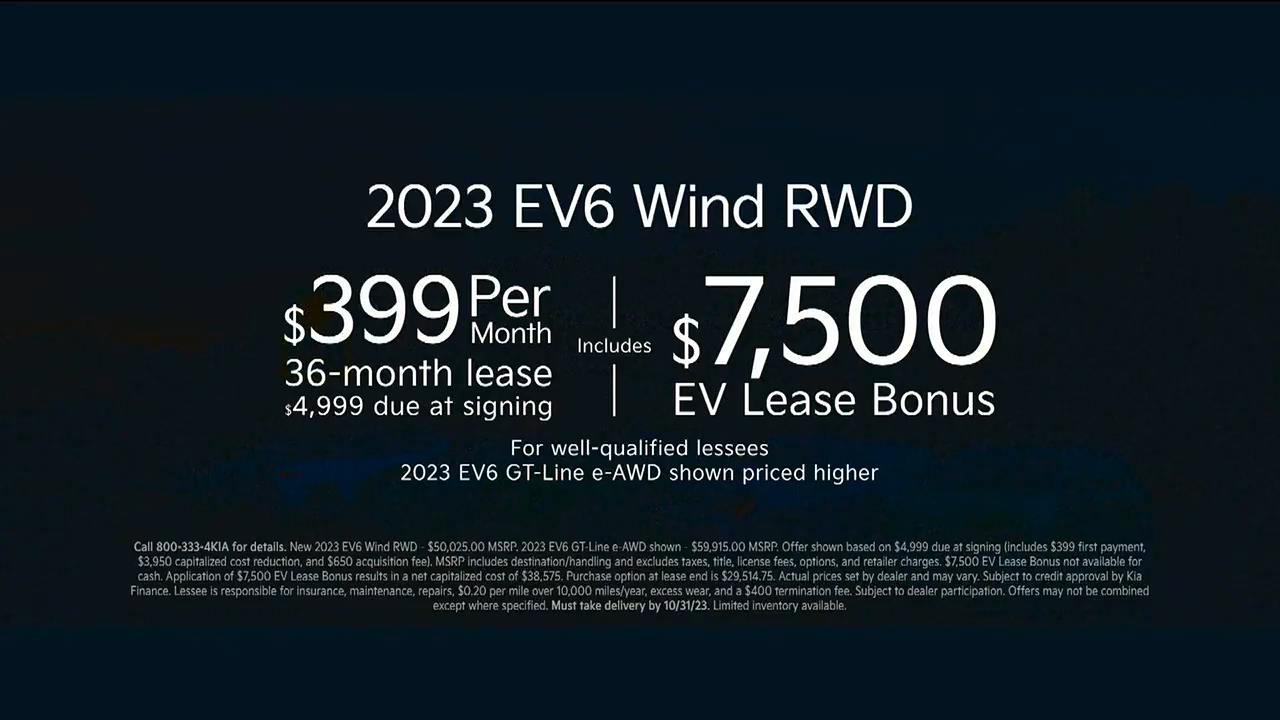 2023 EV6 Wind RWD
$399 Per Month
36-month lease
$4,999 due at signing
Includes
$7,500
EV Lease Bonus
For well-qualified lessees
2023 EV6 GT-Line e-AWD shown priced higher
Call 800-333-4KIA for details. New 2023 EV6 Wind RWD - $50,025.00 MSRP. 2023 EV6 GT-Line e-AWD shown - $59,915.00 MSRP. Offer shown based on $4,999 due at signing (includes $399 first payment,
$3,950 capitalized cost reduction, and $650 acquisition fee). MSRP includes destination/handling and excludes taxes, title, license fees, options, and retailer charges. $7,500 EV Lease Bonus not available for
cash. Application of $7,500 EV Lease Bonus results in a net capitalized cost of $38,575. Purchase option at lease end is $29,514.75. Actual prices set by dealer and may vary. Subject to credit approval by Kia
Finance. Lessee is responsible for insurance, maintenance, repairs, $0.20 per mile over 10,000 miles/year, excess wear, and a $400 termination fee. Subject to dealer participation. Offers may not be combined
except where specified. Must take delivery by 10/31/23. Limited inventory available.